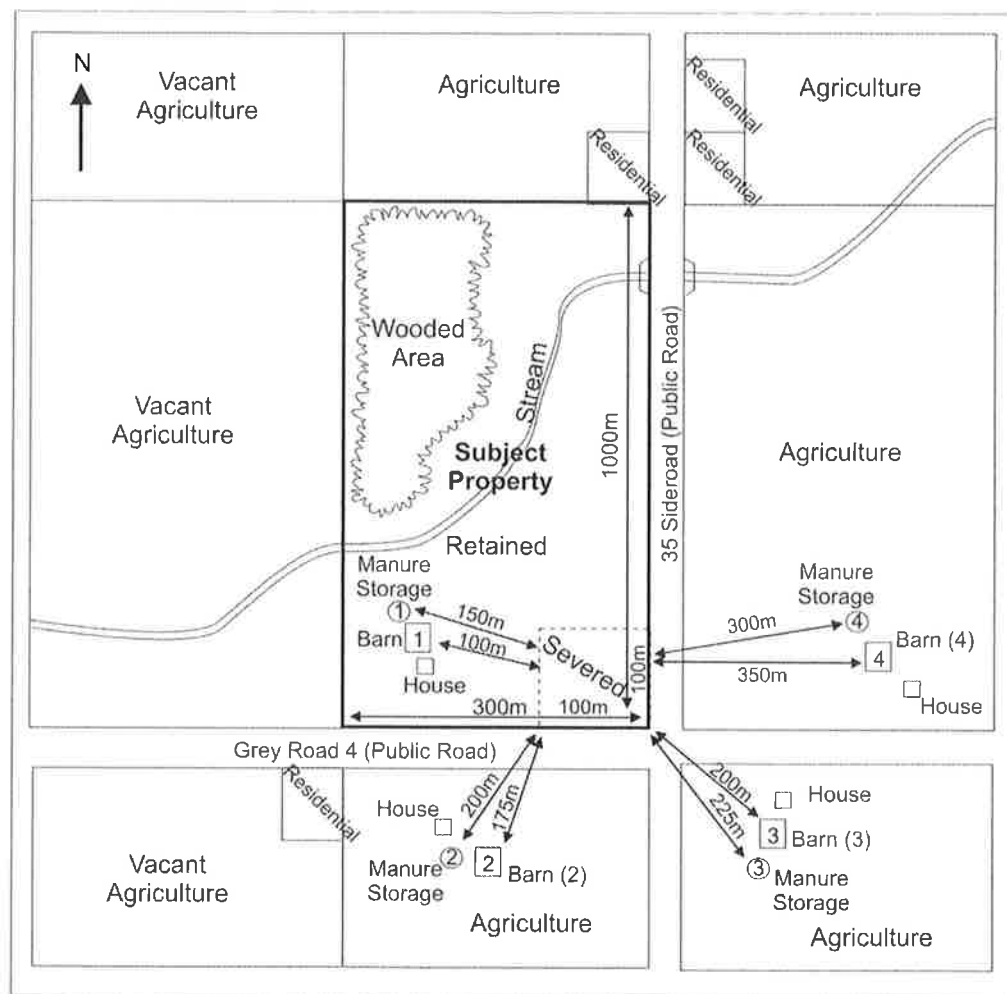 N
Vacant
Agriculture
Agriculture
Residential
Agriculture
Residential
Residential
Wooded
Area
Stream
1000m
35 Sideroad (Public Road)
Vacant
Agriculture
Subject
Property
Agriculture
Retained
Manure
Storage
1
150m
Barn
1
100m
House
Severed
100m
300m
100m
Manure
Storage
4
300m
Barn (4)
4
350m
House
Grey Road 4 (Public Road)
Residential
Vacant
Agriculture
House
200m
175m
2
2
Manure
Storage
Barn (2)
Agriculture
200m
225m
House
3
Barn (3)
3
Manure
Storage
Agriculture